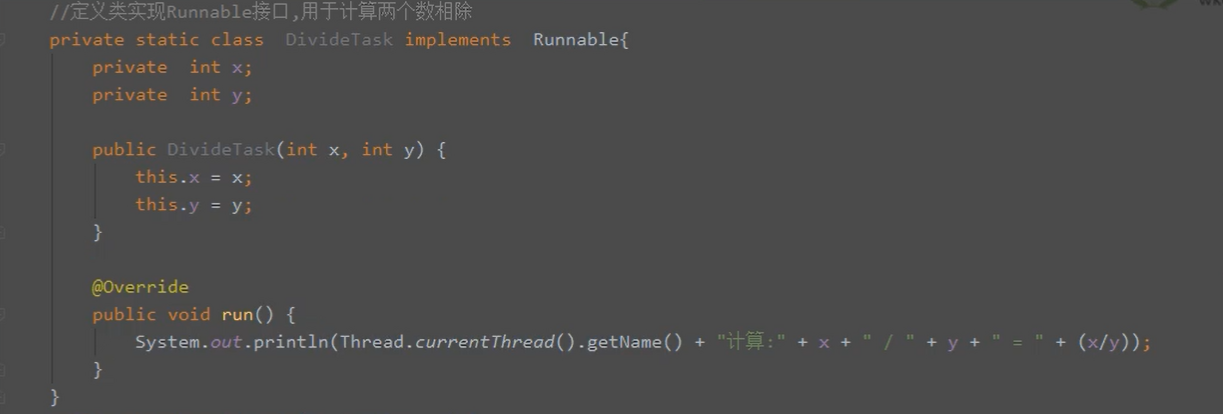 //定义类实现Runnable接口,用于计算两个数相除
private static class  DivideTask implements  Runnable{
    private  int x;
    private  int y;

    public DivideTask(int x, int y) {
        this.x = x;
        this.y = y;
    }

    @Override
    public void run() {
        System.out.println(Thread.currentThread().getName() + "计算:" + x + " / " + y + " = " + (x/y));
    }
}